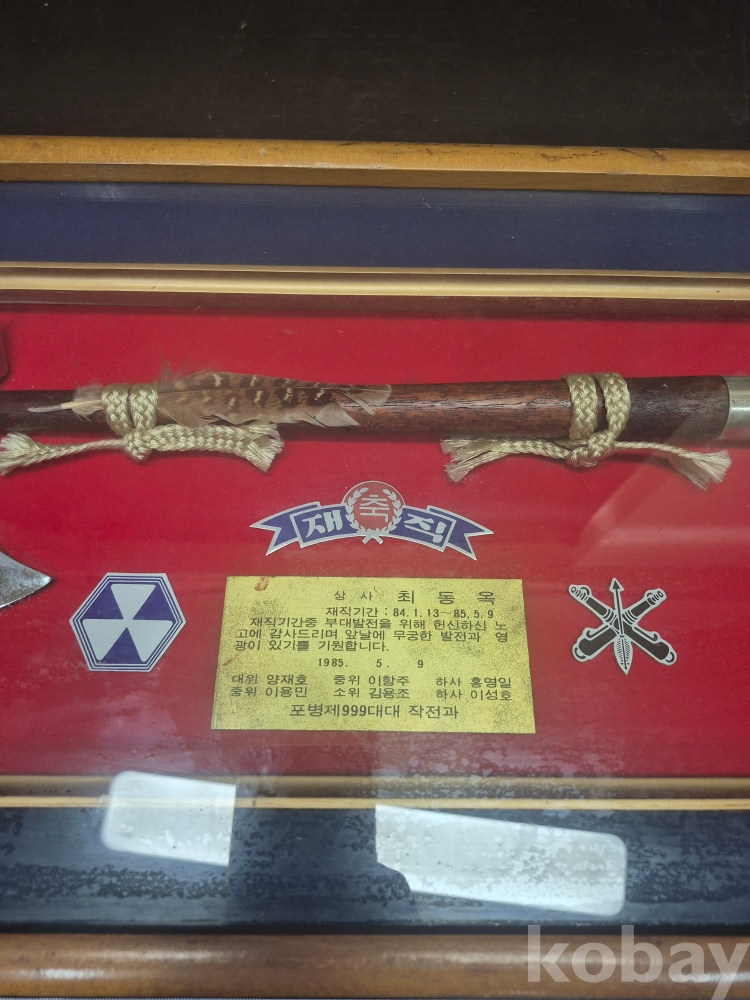 재 축 직
상 사 최 동 옥
재직기간 : 84.1.13~85.5.9
재직기간중 부대발전을 위해 헌신하신 노
고에 감사드리며 앞날에 무궁한 발전과 영
광이 있기를 기원합니다.
1985. 5. 9
대위 양재호 중위 이항주 하사 홍영일
중위 이용민 소위 김용조 하사 이성호
포병제999대대 작전과
kobay